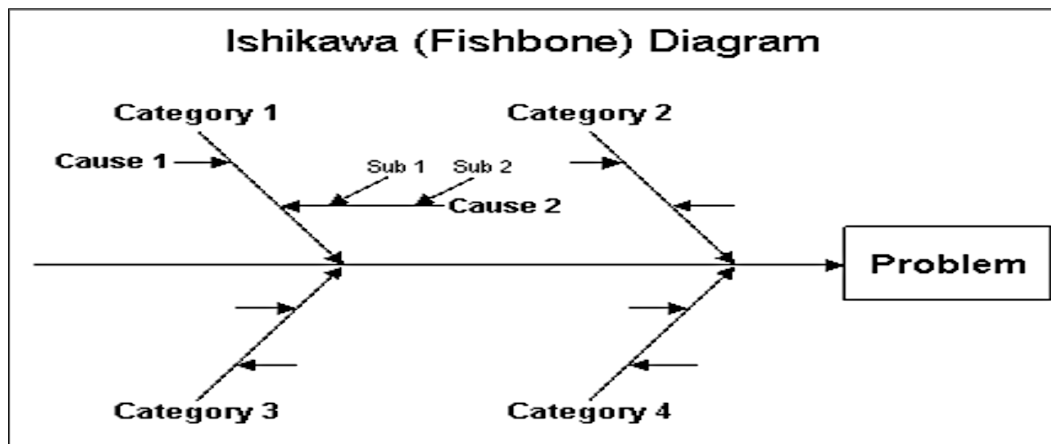 Ishikawa (Fishbone) Diagram
Category 1
Category 2
Cause 1
Sub 1
Sub 2
Cause 2
Problem
Category 3
Category 4